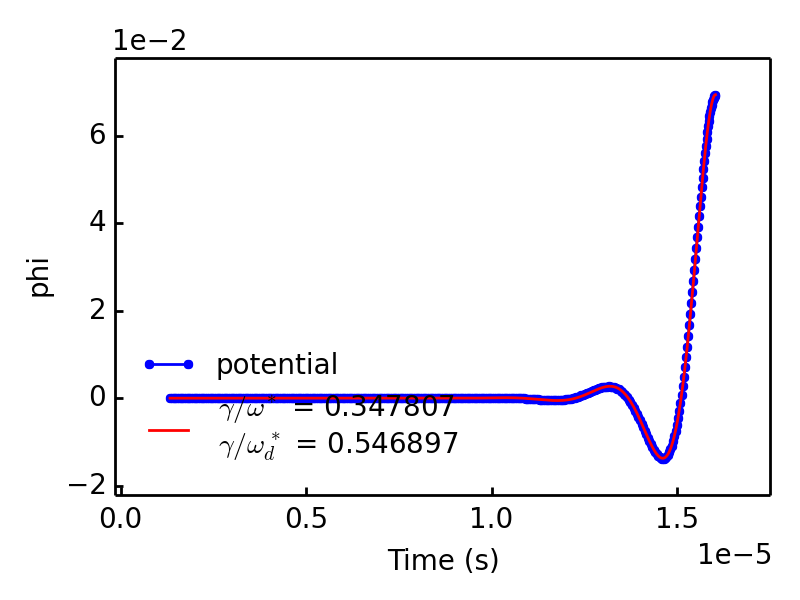 1e−2
6
4
2
0
−2
phi
potential
γ/ω* = 0.347807
γ/ω_d^* = 0.546897
0.0 0.5 1.0 1.5
1e−5
Time (s)